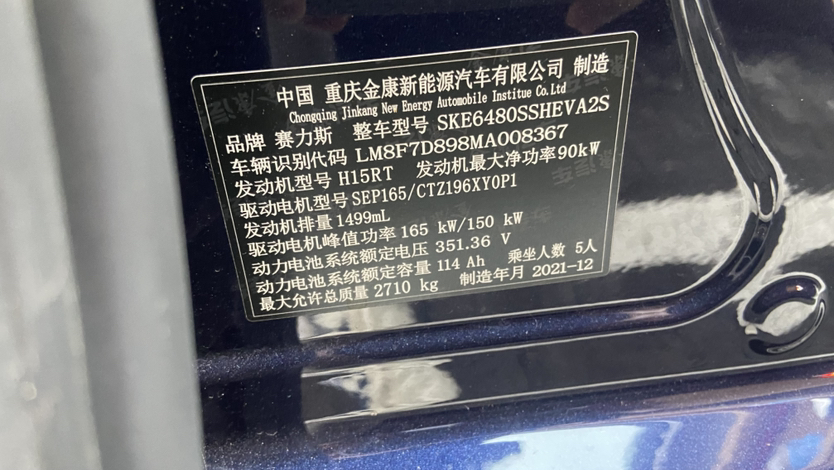 中国 重庆金康新能源汽车有限公司 制造
Chongqing Jinkang New Energy Automobile Institue Co.Ltd
品牌 赛力斯 整车型号 SKE6480SSHEVA2S
车辆识别代码 LM8F7D898MA008367
发动机型号 H15RT 发动机最大净功率 90kW
驱动电机型号 SEP165/CTZ196XY0P1
发动机排量 1499mL
驱动电机峰值功率 165 kW/150 kW
动力电池系统额定电压 351.36 V
动力电池系统额定容量 114 Ah 乘坐人数 5人
最大允许总质量 2710 kg 制造年月 2021-12